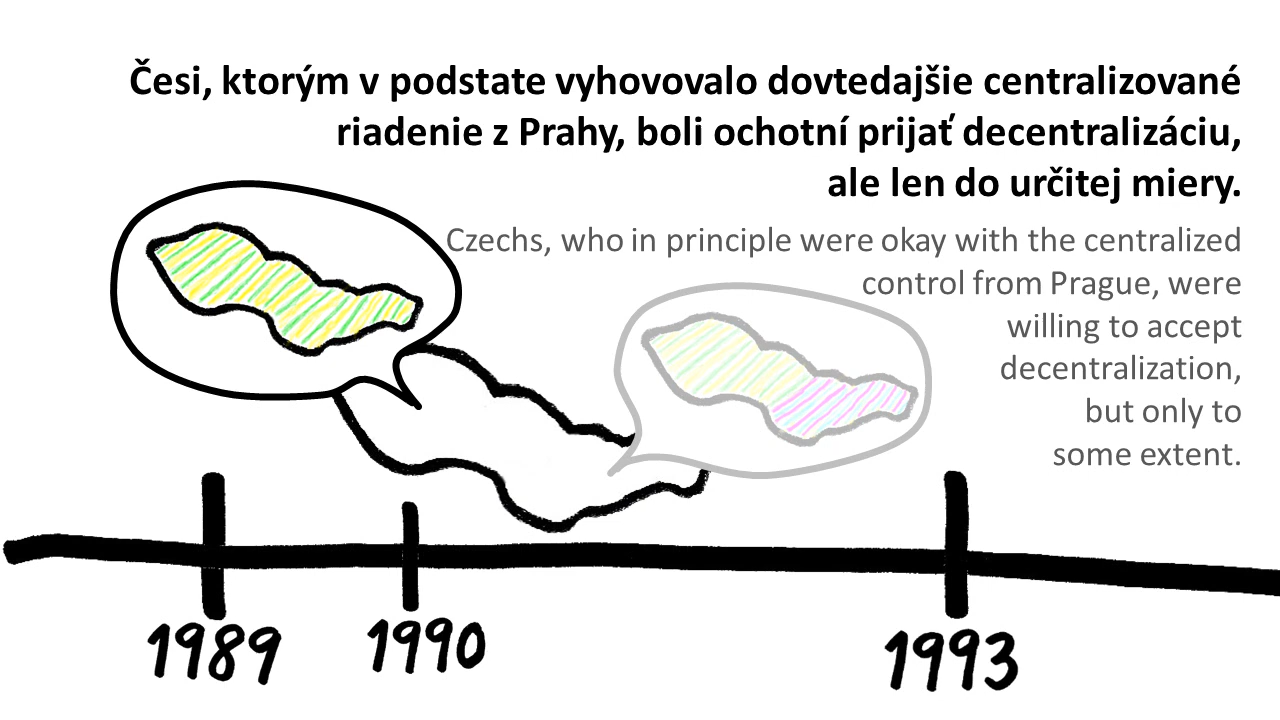 Česi, ktorým v podstate vyhovovalo dovtedajšie centralizované
riadenie z Prahy, boli ochotní prijať decentralizáciu,
ale len do určitej miery.
Czechs, who in principle were okay with the centralized
control from Prague, were
willing to accept
decentralization,
but only to
some extent.
1989
1990
1993